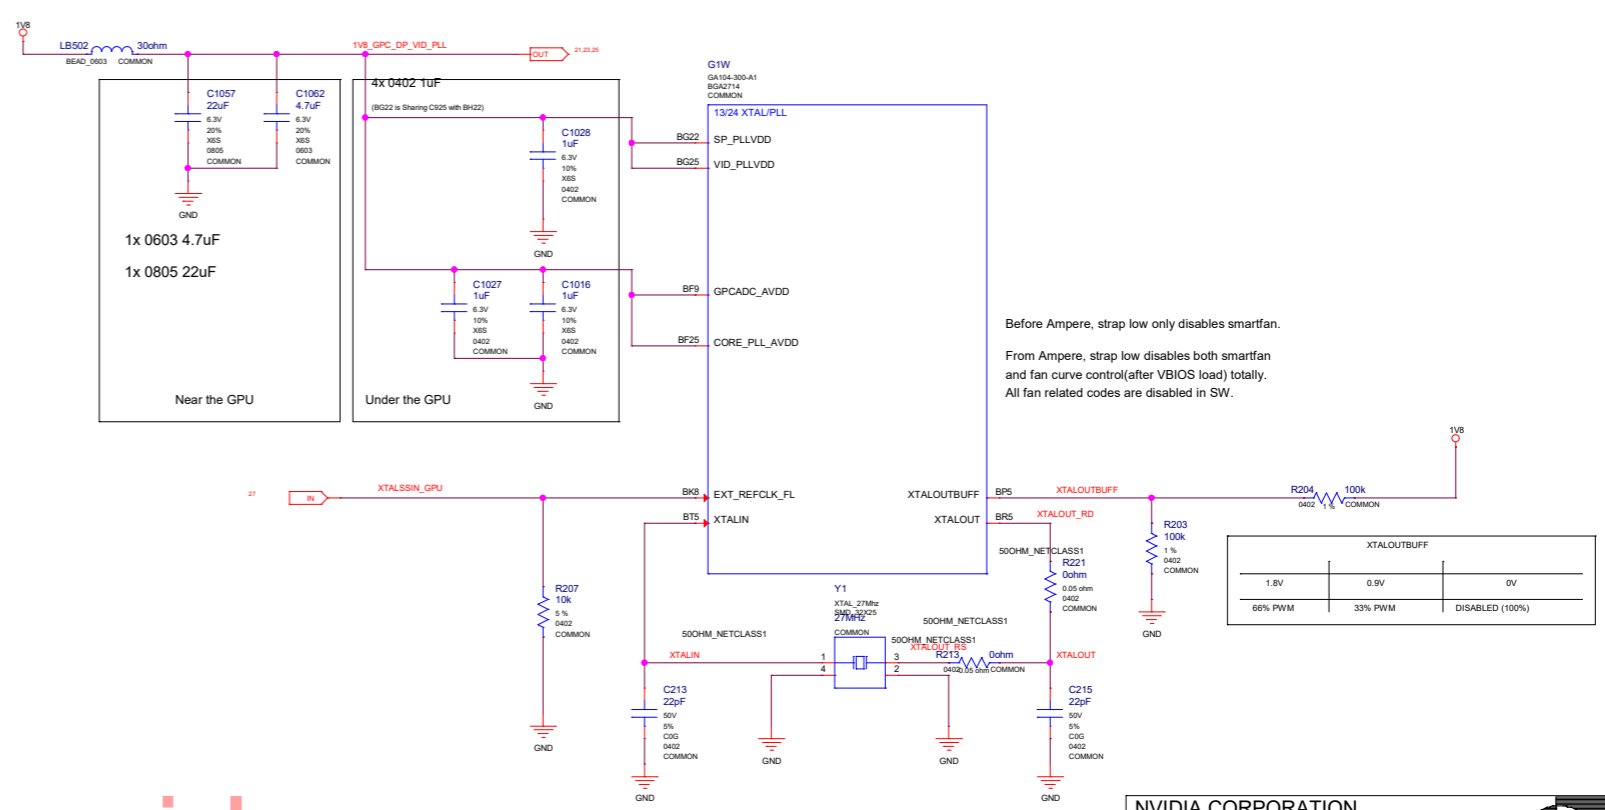 1V8
LB502 30ohm
BEAD_0603 COMMON
1V8_GPC_DP_VID_PLL
OUT
21,23,25
C1057
22uF
6.3V
20%
X6S
0805
COMMON
C1062
4.7uF
6.3V
20%
X6S
0603
COMMON
GND
1x 0603 4.7uF
1x 0805 22uF
Near the GPU
4x 0402 1uF
(BG22 is Sharing C925 with BH22)
C1028
1uF
6.3V
10%
X6S
0402
COMMON
GND
C1027
1uF
6.3V
10%
X6S
0402
COMMON
C1016
1uF
6.3V
10%
X6S
0402
COMMON
GND
Under the GPU
G1W
GA104-300-A1
BGA2714
COMMON
13/24 XTAL/PLL
BG22 SP_PLLVDD
BG25 VID_PLLVDD
BF9 GPCADC_AVDD
BF25 CORE_PLL_AVDD
BK8 EXT_REFCLK_FL
BT5 XTALIN
XTALOUTBUFF BP5
XTALOUT BR5
Before Ampere, strap low only disables smartfan.
From Ampere, strap low disables both smartfan
and fan curve control(after VBIOS load) totally.
All fan related codes are disabled in SW.
27
IN
XTALSSIN_GPU
R207
10k
5 %
0402
COMMON
GND
XTALOUTBUFF
XTALOUT_RD
1V8
R204 100k
0402 1 % COMMON
R203
100k
1 %
0402
COMMON
GND
XTALOUTBUFF
1.8V 0.9V 0V
66% PWM 33% PWM DISABLED (100%)
50OHM_NETCLASS1
R221
0ohm
0.05 ohm
0402
COMMON
Y1
XTAL_27Mhz
SMD_32X25
27MHz
COMMON
50OHM_NETCLASS1
XTALIN
1
4
3
2
50OHM_NETCLASS1
50OHM_NETCLASS1
XTALOUT_RS
R213 0ohm
0402 0.05 ohm COMMON
XTALOUT
C213
22pF
50V
5%
C0G
0402
COMMON
GND
GND
GND
C215
22pF
50V
5%
C0G
0402
COMMON
GND
NVIDIA CORPORATION